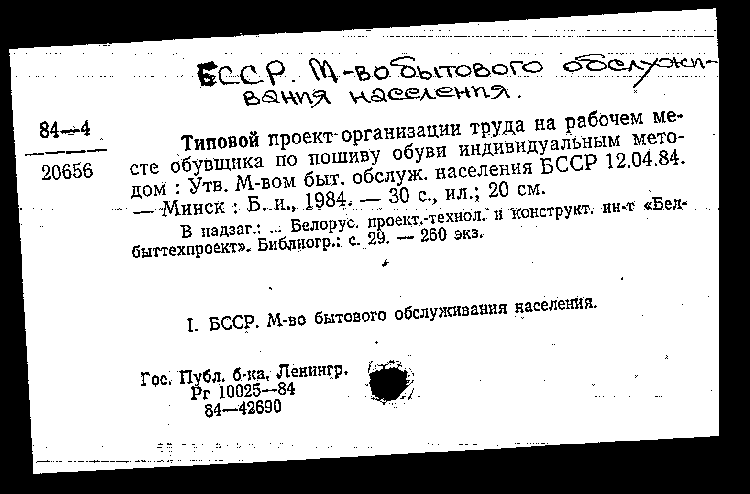 БССР. М-во бытового обслужи-
вания населения.
84—4
20656
Типовой проект организации труда на рабочем ме-
сте обувщика по пошиву обуви индивидуальным мето-
дом : Утв. М-вом быт. обслуж. населения БССР 12.04.84.
— Минск : Б. и., 1984. — 30 с., ил.; 20 см.
В надзаг.: ... Белорус. проект.-технол. и конструкт. ин-т «Бел-
быттехпроект». Библиогр.: с. 29. — 260 экз.
I. БССР. М-во бытового обслуживания населения.
Гос. Публ. б-ка, Ленингр.
Рг 10025—84
84—42690